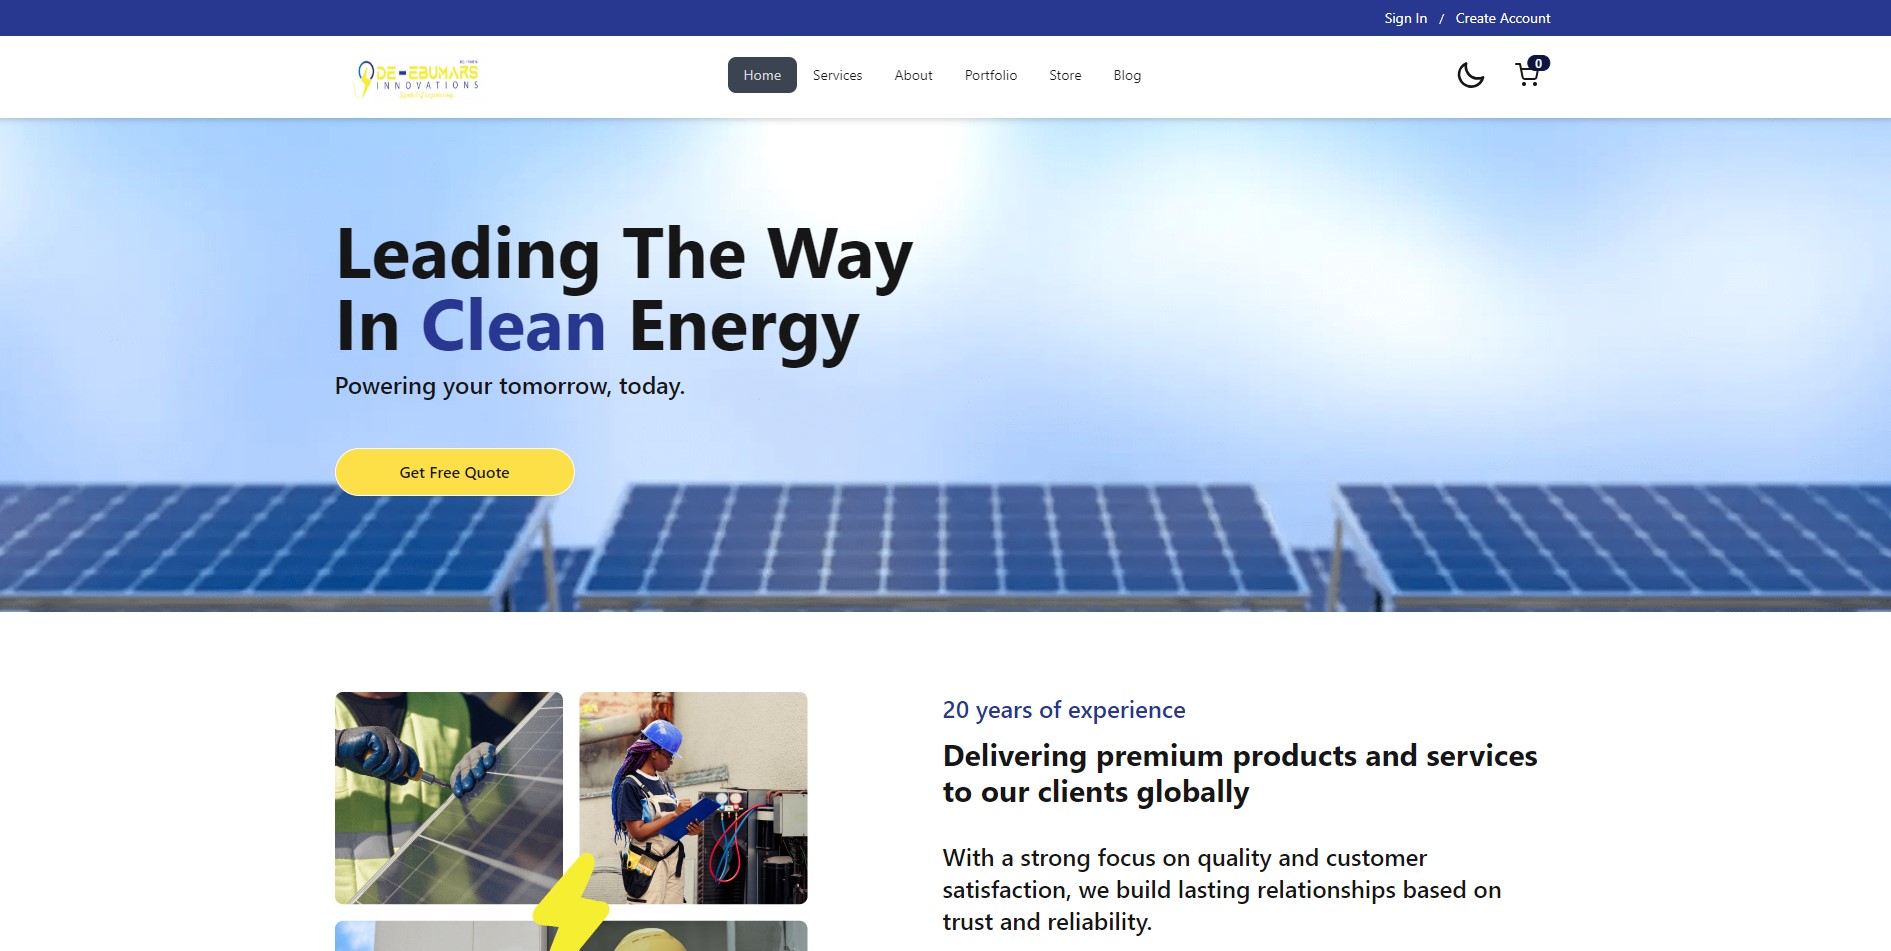 Sign In / Create Account
DE-EBUMARS
INNOVATIONS
Home
Services
About
Portfolio
Store
Blog
0
Leading The Way
In Clean Energy
Powering your tomorrow, today.
Get Free Quote
20 years of experience
Delivering premium products and services
to our clients globally
With a strong focus on quality and customer
satisfaction, we build lasting relationships based on
trust and reliability.